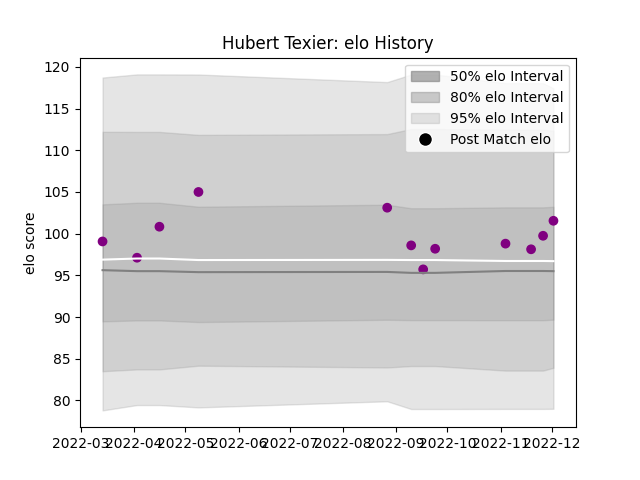 Hubert Texier: elo History
120
115
110
105
100
95
90
85
80
elo score
50% elo Interval
80% elo Interval
95% elo Interval
Post Match elo
2022-03 2022-04 2022-05 2022-06 2022-07 2022-08 2022-09 2022-10 2022-11 2022-12